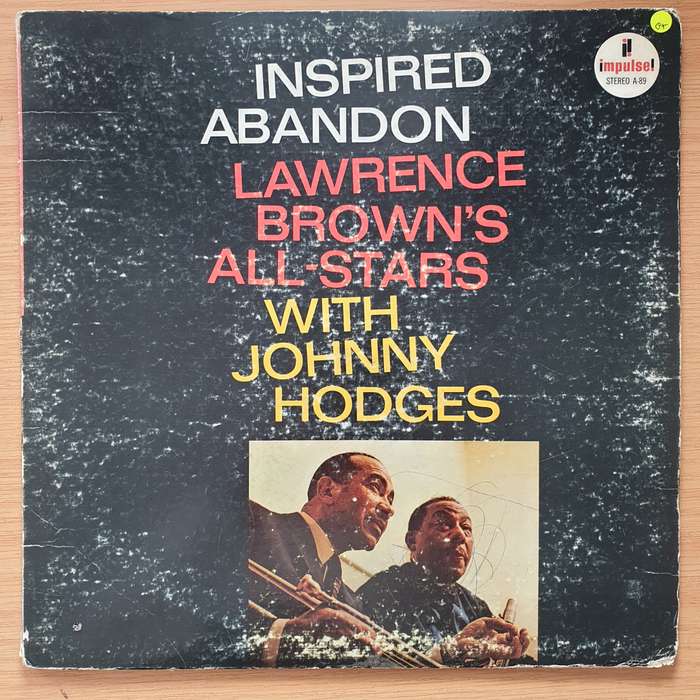 INSPIRED
ABANDON
LAWRENCE
BROWN'S
ALL-STARS
WITH
JOHNNY
HODGES
impulse!
STEREO A-89